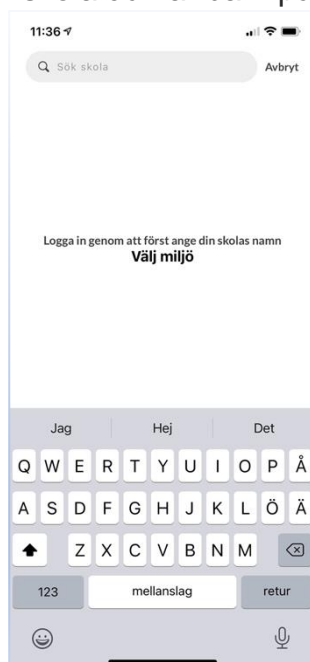 11:36
Sök skola
Avbryt
Logga in genom att först ange din skolas namn
Välj miljö
Jag Hej Det
Q W E R T Y U I O P Å
A S D F G H J K L Ö Ä
Z X C V B N M
123 mellanslag retur